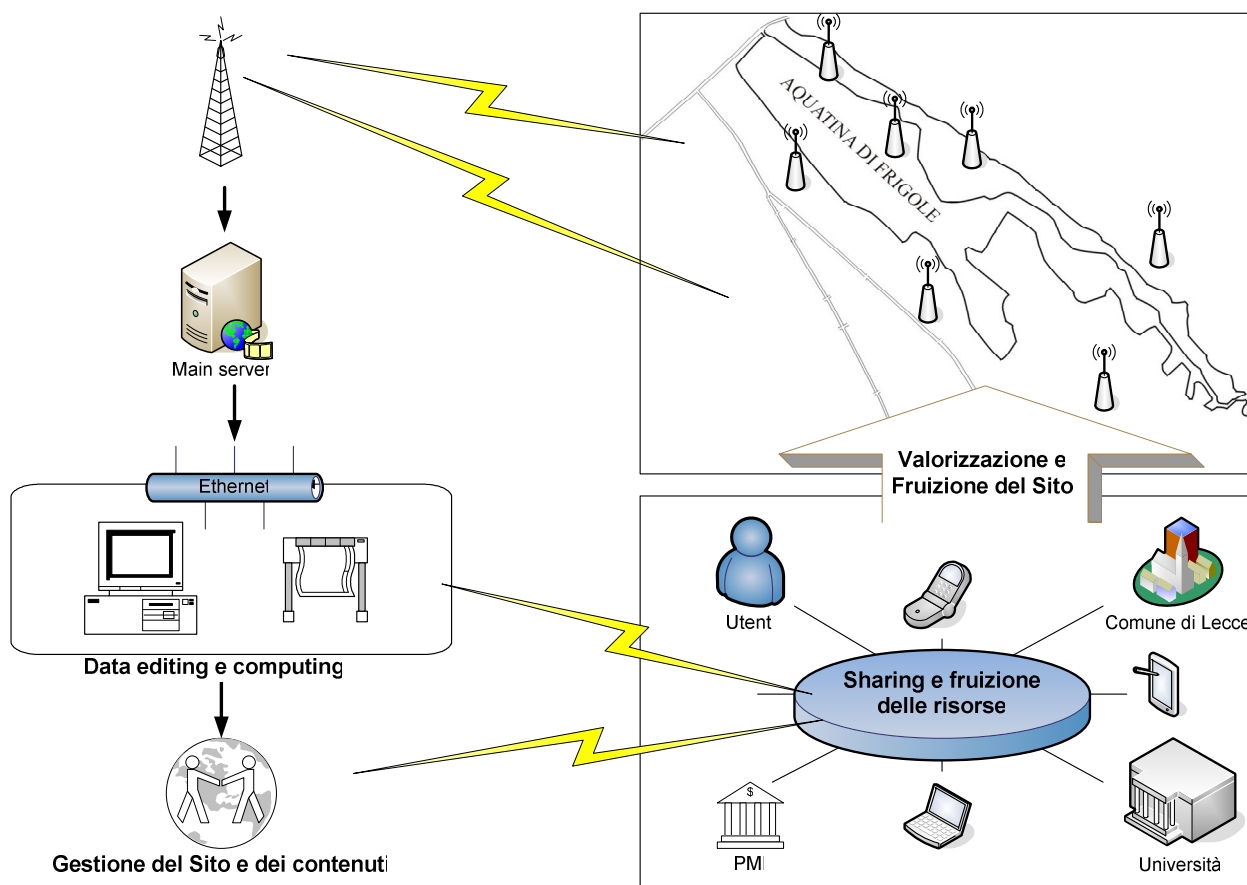 AQUATINA DI FRIGOLE
Main server
Ethernet
Data editing e computing
Gestione del Sito e dei contenuti
Valorizzazione e
Fruizione del Sito
Utent
Comune di Lecce
Sharing e fruizione
delle risorse
$
PMI
Università